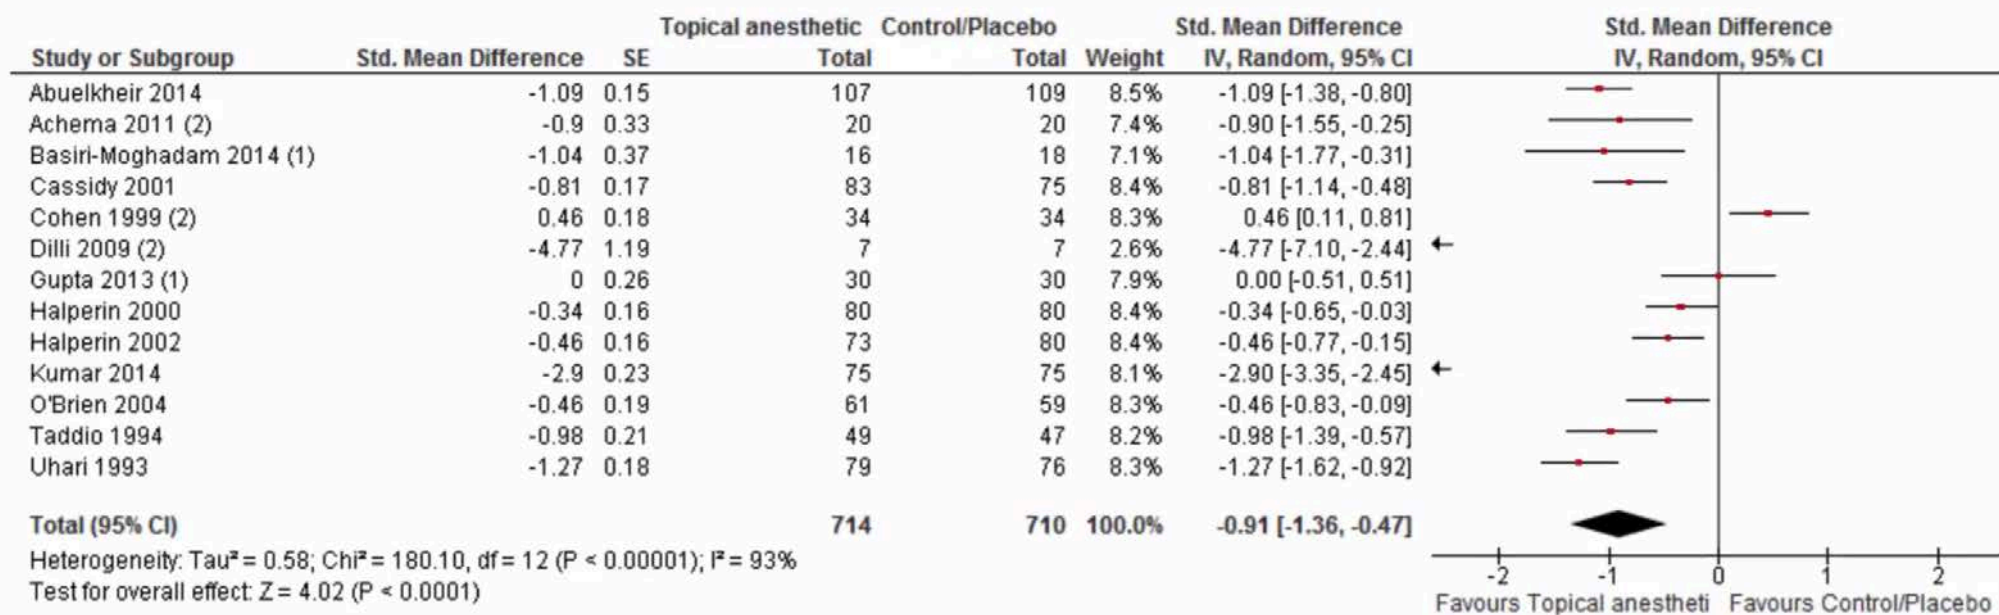 Topical anesthetic Control/Placebo Std. Mean Difference Std. Mean Difference
Study or Subgroup Std. Mean Difference SE Total Total Weight IV, Random, 95% CI IV, Random, 95% CI
Abuelkheir 2014 -1.09 0.15 107 109 8.5% -1.09 [-1.38, -0.80]
Achema 2011 (2) -0.9 0.33 20 20 7.4% -0.90 [-1.55, -0.25]
Basiri-Moghadam 2014 (1) -1.04 0.37 16 18 7.1% -1.04 [-1.77, -0.31]
Cassidy 2001 -0.81 0.17 83 75 8.4% -0.81 [-1.14, -0.48]
Cohen 1999 (2) 0.46 0.18 34 34 8.3% 0.46 [0.11, 0.81]
Dilli 2009 (2) -4.77 1.19 7 7 2.6% -4.77 [-7.10, -2.44]
Gupta 2013 (1) 0 0.26 30 30 7.9% 0.00 [-0.51, 0.51]
Halperin 2000 -0.34 0.16 80 80 8.4% -0.34 [-0.65, -0.03]
Halperin 2002 -0.46 0.16 73 80 8.4% -0.46 [-0.77, -0.15]
Kumar 2014 -2.9 0.23 75 75 8.1% -2.90 [-3.35, -2.45]
O'Brien 2004 -0.46 0.19 61 59 8.3% -0.46 [-0.83, -0.09]
Taddio 1994 -0.98 0.21 49 47 8.2% -0.98 [-1.39, -0.57]
Uhari 1993 -1.27 0.18 79 76 8.3% -1.27 [-1.62, -0.92]
Total (95% CI) 714 710 100.0% -0.91 [-1.36, -0.47]
Heterogeneity: Tau² = 0.58; Chi² = 180.10, df = 12 (P < 0.00001); I² = 93%
Test for overall effect: Z = 4.02 (P < 0.0001)
-2 -1 0 1 2
Favours Topical anestheti Favours Control/Placebo